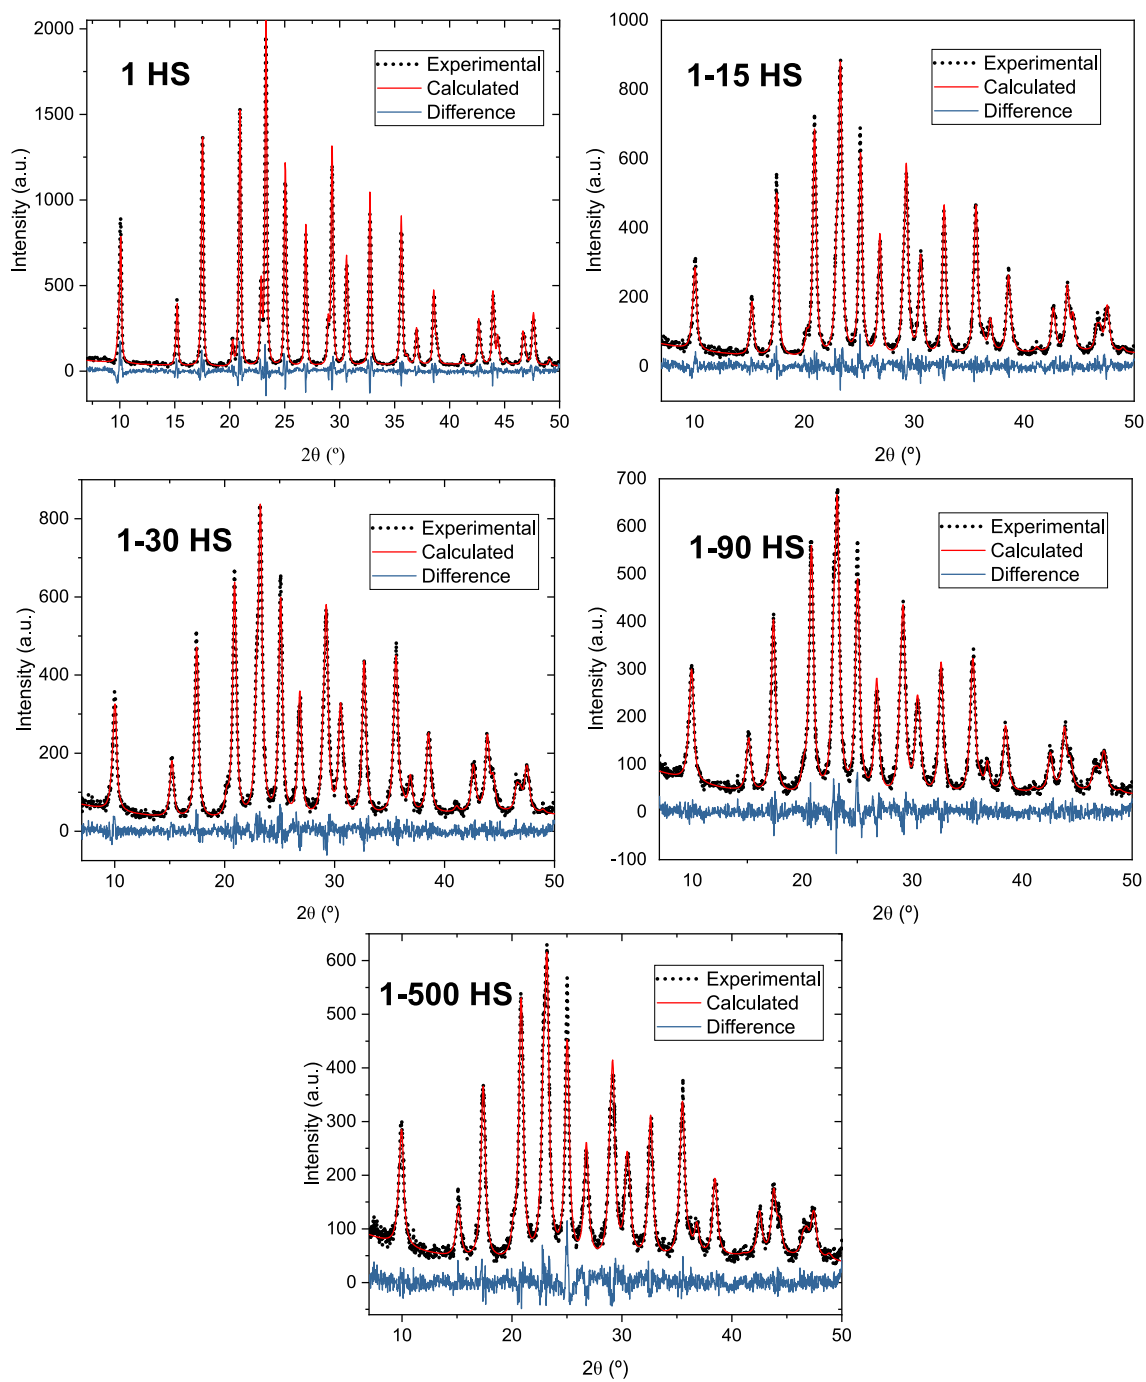 1 HS
Experimental
Calculated
Difference
Intensity (a.u.)
2000
1500
1000
500
0
10 15 20 25 30 35 40 45 50
2θ (º)
1-15 HS
Experimental
Calculated
Difference
Intensity (a.u.)
1000
800
600
400
200
0
10 20 30 40 50
2θ (º)
1-30 HS
Experimental
Calculated
Difference
Intensity (a.u.)
800
600
400
200
0
10 20 30 40 50
2θ (º)
1-90 HS
Experimental
Calculated
Difference
Intensity (a.u.)
700
600
500
400
300
200
100
0
-100
10 20 30 40 50
2θ (º)
1-500 HS
Experimental
Calculated
Difference
Intensity (a.u.)
600
500
400
300
200
100
0
10 20 30 40 50
2θ (º)